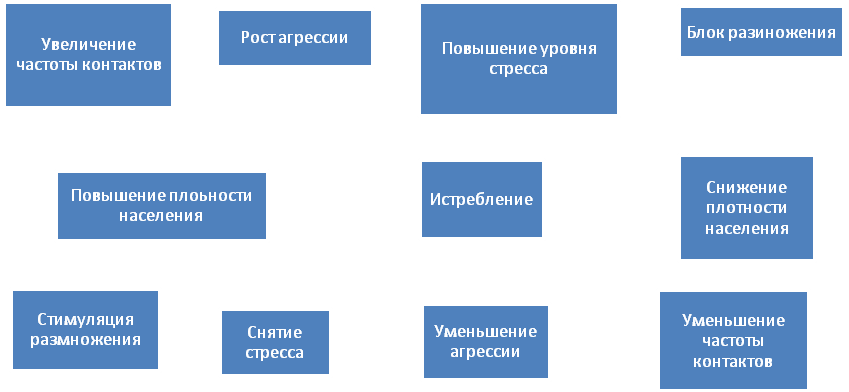 Увеличение
частоты контактов
Рост агрессии
Повышение уровня
стресса
Блок разиножения
Повышение плоьности
населения
Истребление
Снижение
плотности
населения
Стимуляция
размножения
Снятие
стресса
Уменьшение
агрессии
Уменьшение
частоты
контактов